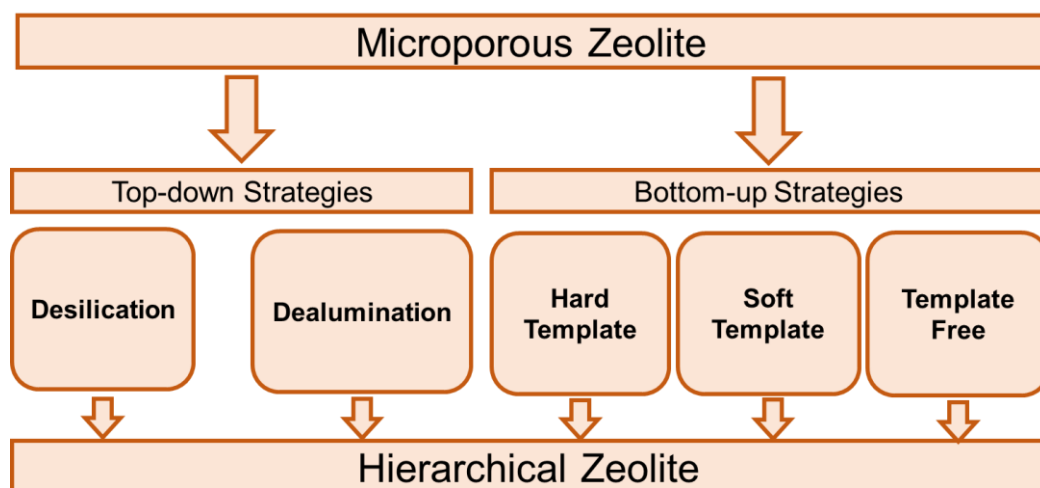 Microporous Zeolite
Top-down Strategies
Bottom-up Strategies
Desilication
Dealumination
Hard
Template
Soft
Template
Template
Free
Hierarchical Zeolite